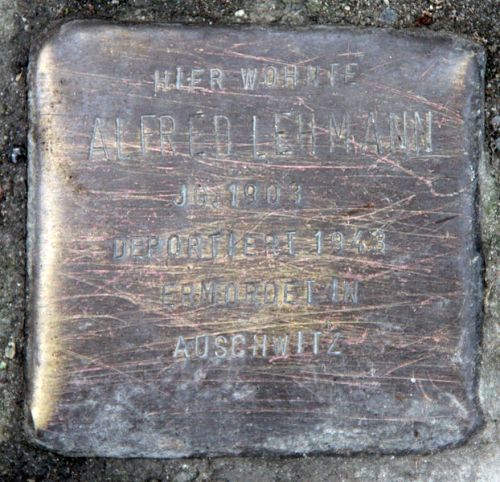 HIER WOHNTE
ALFRED LEHMANN
JG. 1903
DEPORTIERT 1943
ERMORDET IN
AUSCHWITZ